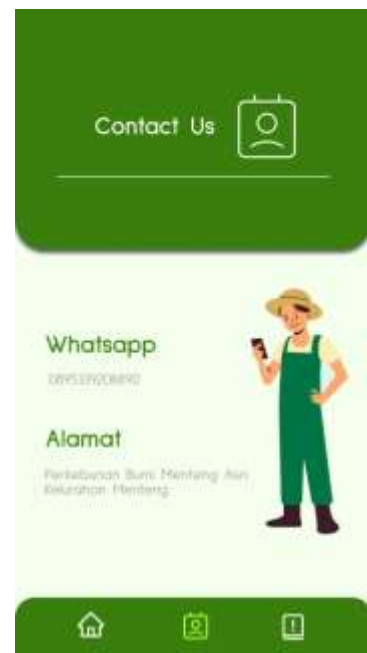 Contact Us
Whatsapp
Alamat
Perkebunan Bumi Menteng Asri
Kelurahan Menteng